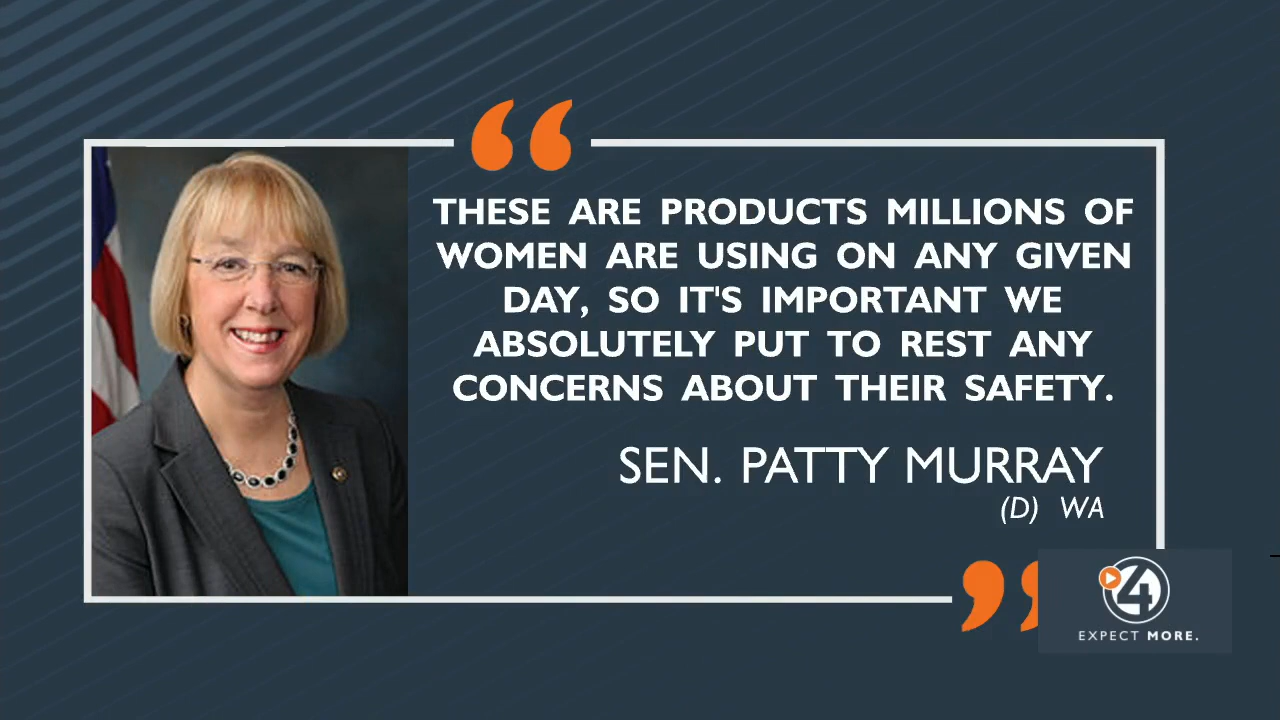 THESE ARE PRODUCTS MILLIONS OF
WOMEN ARE USING ON ANY GIVEN
DAY, SO IT'S IMPORTANT WE
ABSOLUTELY PUT TO REST ANY
CONCERNS ABOUT THEIR SAFETY.
SEN. PATTY MURRAY
(D) WA
4
EXPECT MORE.